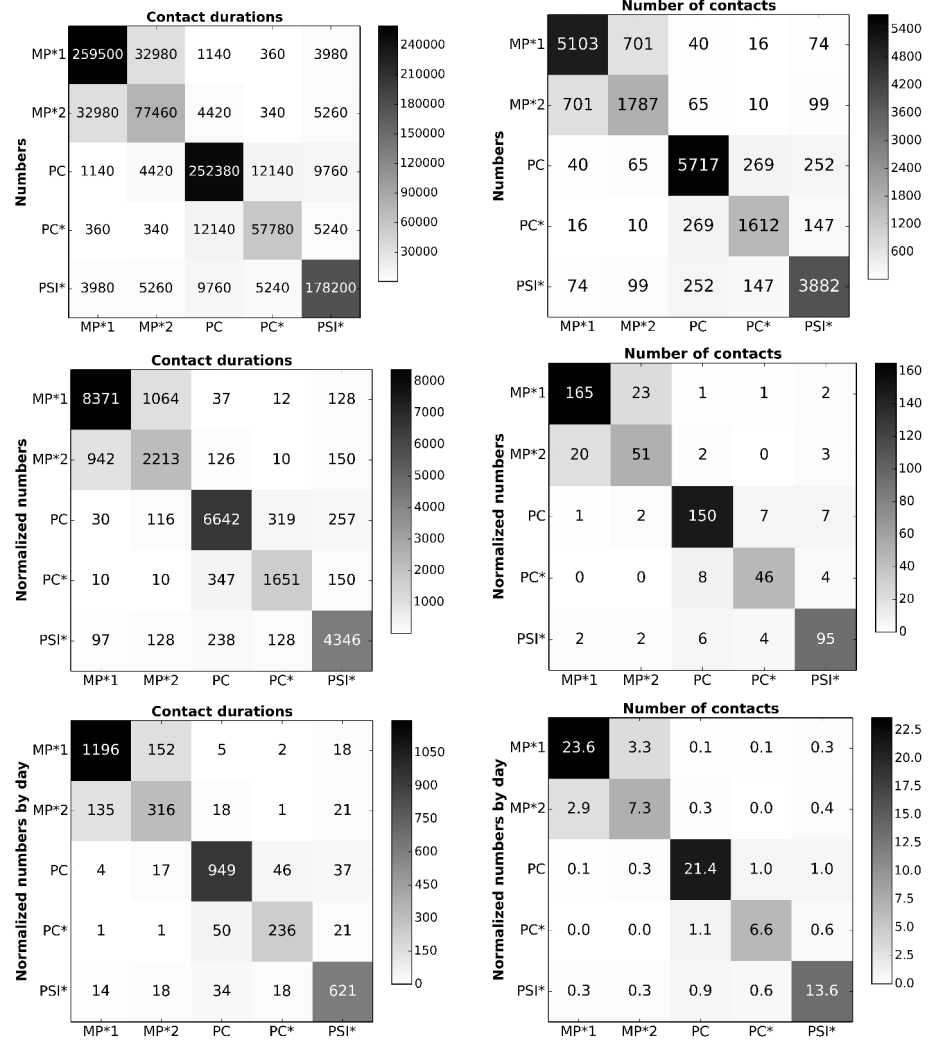 Contact durations
Numbers
MP*1 259500 32980 1140 360 3980
MP*2 32980 77460 4420 340 5260
PC 1140 4420 252380 12140 9760
PC* 360 340 12140 57780 5240
PSI* 3980 5260 9760 5240 178200
MP*1 MP*2 PC PC* PSI*
240000
210000
180000
150000
120000
90000
60000
30000
Number of contacts
MP*1 5103 701 40 16 74
MP*2 701 1787 65 10 99
PC 40 65 5717 269 252
PC* 16 10 269 1612 147
PSI* 74 99 252 147 3882
MP*1 MP*2 PC PC* PSI*
Numbers
5400
4800
4200
3600
3000
2400
1800
1200
600
Contact durations
Normalized numbers
MP*1 8371 1064 37 12 128
MP*2 942 2213 126 10 150
PC 30 116 6642 319 257
PC* 10 10 347 1651 150
PSI* 97 128 238 128 4346
MP*1 MP*2 PC PC* PSI*
8000
7000
6000
5000
4000
3000
2000
1000
Number of contacts
Normalized numbers
MP*1 165 23 1 1 2
MP*2 20 51 2 0 3
PC 1 2 150 7 7
PC* 0 0 8 46 4
PSI* 2 2 6 4 95
MP*1 MP*2 PC PC* PSI*
160
140
120
100
80
60
40
20
0
Contact durations
Normalized numbers by day
MP*1 1196 152 5 2 18
MP*2 135 316 18 1 21
PC 4 17 949 46 37
PC* 1 1 50 236 21
PSI* 14 18 34 18 621
MP*1 MP*2 PC PC* PSI*
1050
900
750
600
450
300
150
0
Number of contacts
Normalized numbers by day
MP*1 23.6 3.3 0.1 0.1 0.3
MP*2 2.9 7.3 0.3 0.0 0.4
PC 0.1 0.3 21.4 1.0 1.0
PC* 0.0 0.0 1.1 6.6 0.6
PSI* 0.3 0.3 0.9 0.6 13.6
MP*1 MP*2 PC PC* PSI*
22.5
20.0
17.5
15.0
12.5
10.0
7.5
5.0
2.5
0.0